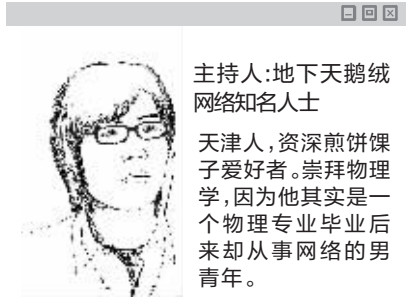 主持人:地下天鹅绒
网络知名人士
天津人,资深煎饼馃
子爱好者。崇拜物理
学,因为他其实是一
个物理专业毕业后
来却从事网络的男
青年。